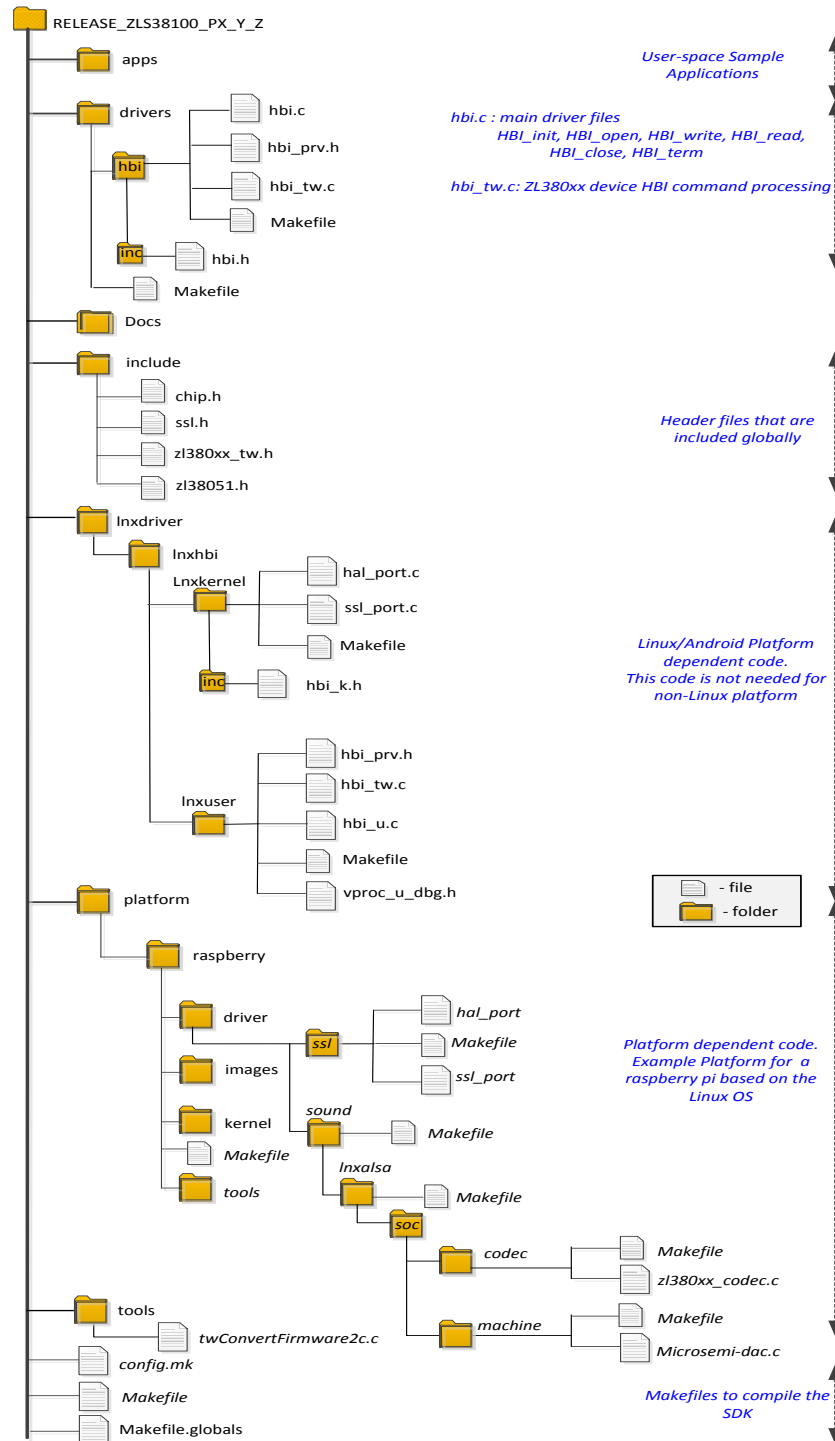 RELEASE_ZLS38100_PX_Y_Z
apps
User-space Sample
Applications
drivers
hbi
hbi.c
hbi_prv.h
hbi_tw.c
Makefile
inc
hbi.h
Makefile
hbi.c : main driver files
HBI_init, HBI_open, HBI_write, HBI_read,
HBI_close, HBI_term
hbi_tw.c: ZL380xx device HBI command processing
Docs
include
chip.h
ssl.h
zl380xx_tw.h
zl38051.h
Header files that are
included globally
lnxdriver
lnxhbi
Lnxkernel
hal_port.c
ssl_port.c
Makefile
inc
hbi_k.h
Linux/Android Platform
dependent code.
This code is not needed for
non-Linux platform
lnxuser
hbi_prv.h
hbi_tw.c
hbi_u.c
Makefile
vproc_u_dbg.h
- file
- folder
platform
raspberry
driver
ssl
hal_port
Makefile
ssl_port
images
kernel
Makefile
tools
sound
Makefile
lnxalsa
Makefile
soc
codec
Makefile
zl380xx_codec.c
machine
Makefile
Microsemi-dac.c
Platform dependent code.
Example Platform for a
raspberry pi based on the
Linux OS
tools
twConvertFirmware2c.c
config.mk
Makefile
Makefile.globals
Makefiles to compile the
SDK